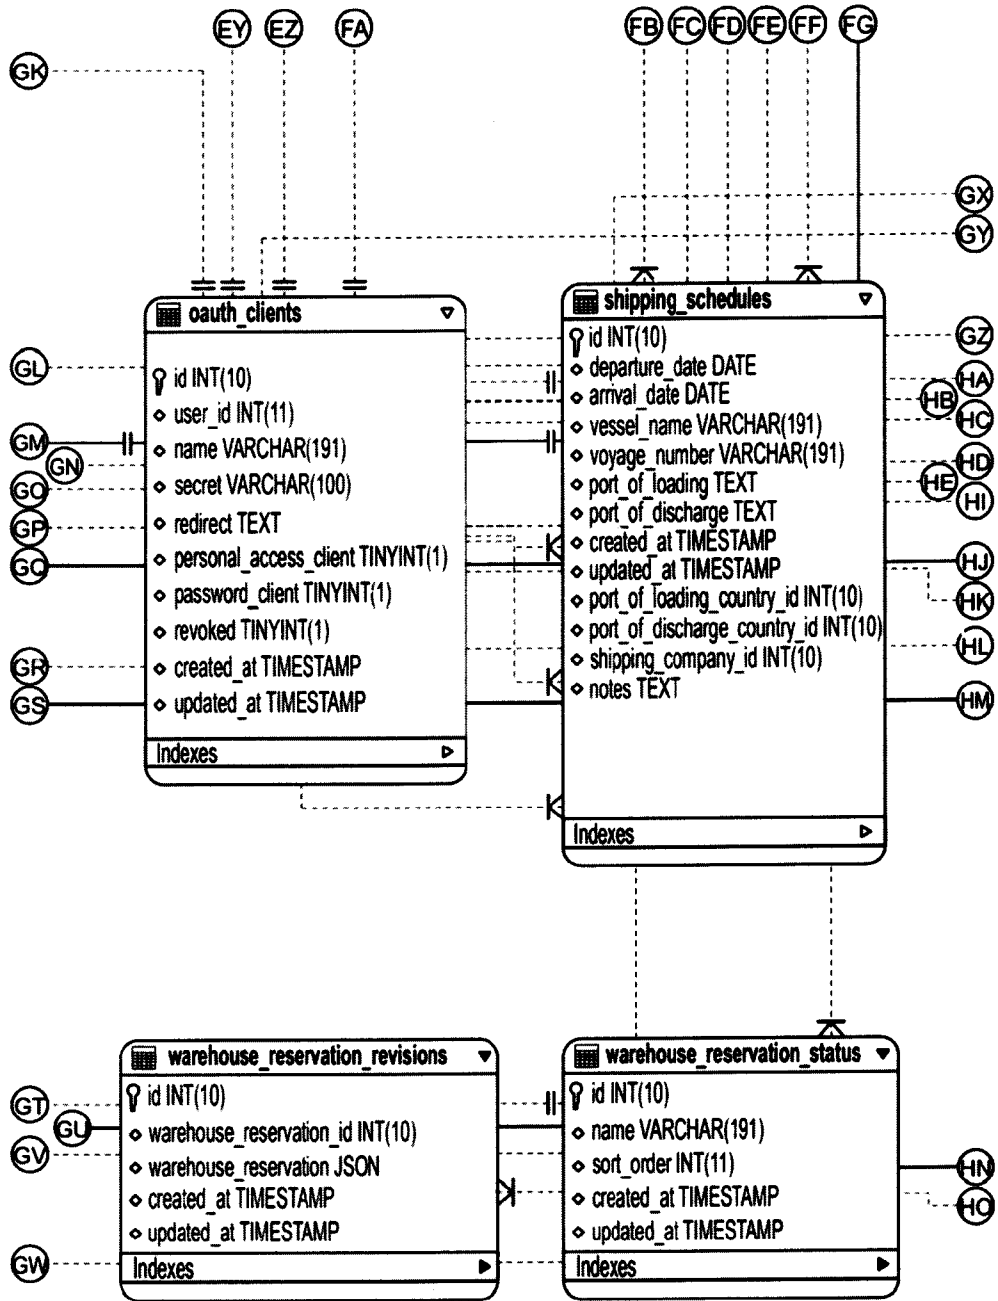 EY EZ FA FB FC FD FE FF FG
GK
GX
GY
oauth_clients
id INT(10)
user_id INT(11)
name VARCHAR(191)
secret VARCHAR(100)
redirect TEXT
personal_access_client TINYINT(1)
password_client TINYINT(1)
revoked TINYINT(1)
created_at TIMESTAMP
updated_at TIMESTAMP
Indexes
GL
GM
GN
GO
GP
GQ
GR
GS
shipping_schedules
id INT(10)
departure_date DATE
arrival_date DATE
vessel_name VARCHAR(191)
voyage_number VARCHAR(191)
port_of_loading TEXT
port_of_discharge TEXT
created_at TIMESTAMP
updated_at TIMESTAMP
port_of_loading_country_id INT(10)
port_of_discharge_country_id INT(10)
shipping_company_id INT(10)
notes TEXT
Indexes
GZ
HA
HB
HC
HD
HE
HI
HJ
HK
HL
HM
warehouse_reservation_revisions
id INT(10)
warehouse_reservation_id INT(10)
warehouse_reservation JSON
created_at TIMESTAMP
updated_at TIMESTAMP
Indexes
GT
GU
GV
GW
warehouse_reservation_status
id INT(10)
name VARCHAR(191)
sort_order INT(11)
created_at TIMESTAMP
updated_at TIMESTAMP
Indexes
HN
HO